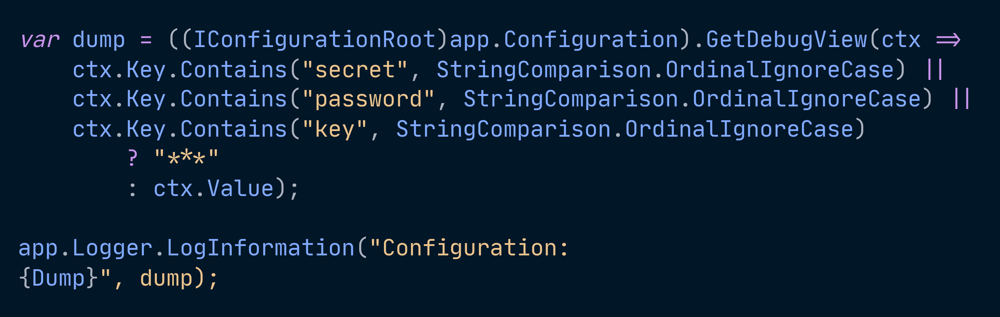 var dump = ((IConfigurationRoot)app.Configuration).GetDebugView(ctx =>
    ctx.Key.Contains("secret", StringComparison.OrdinalIgnoreCase) ||
    ctx.Key.Contains("password", StringComparison.OrdinalIgnoreCase) ||
    ctx.Key.Contains("key", StringComparison.OrdinalIgnoreCase)
        ? "***"
        : ctx.Value);

app.Logger.LogInformation("Configuration:
{Dump}", dump);